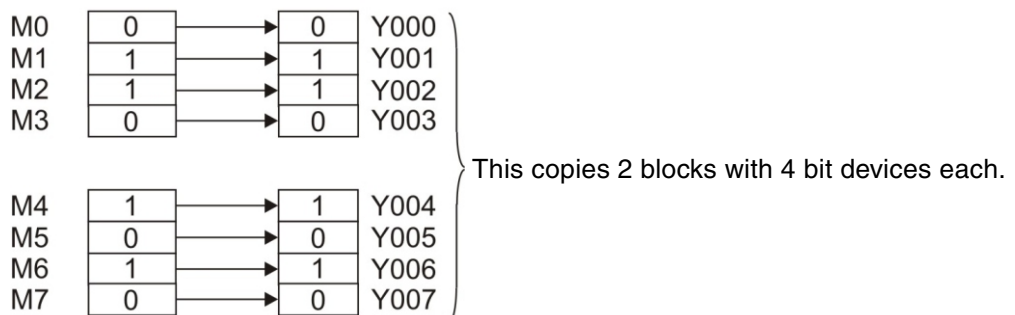 M0 0 0 Y000
M1 1 1 Y001
M2 1 1 Y002
M3 0 0 Y003
This copies 2 blocks with 4 bit devices each.
M4 1 1 Y004
M5 0 0 Y005
M6 1 1 Y006
M7 0 0 Y007